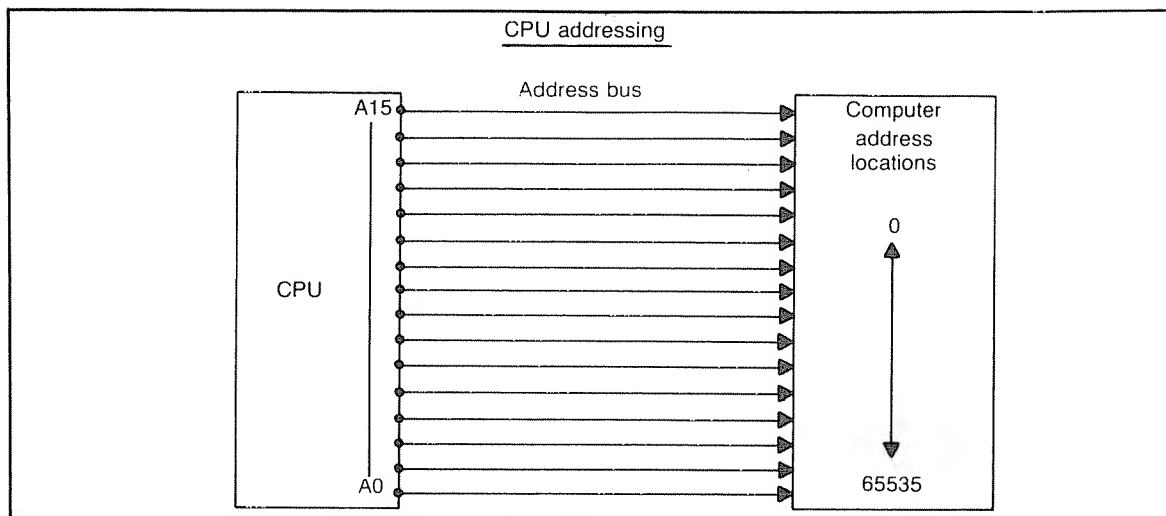 CPU addressing
Address bus
A15
Computer
address
locations
0
CPU
A0
65535